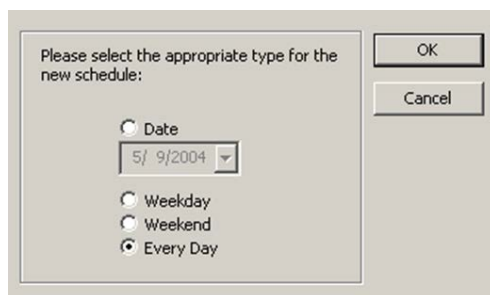 Please select the appropriate type for the
new schedule:
OK
Cancel
Date
5/ 9/2004
Weekday
Weekend
Every Day